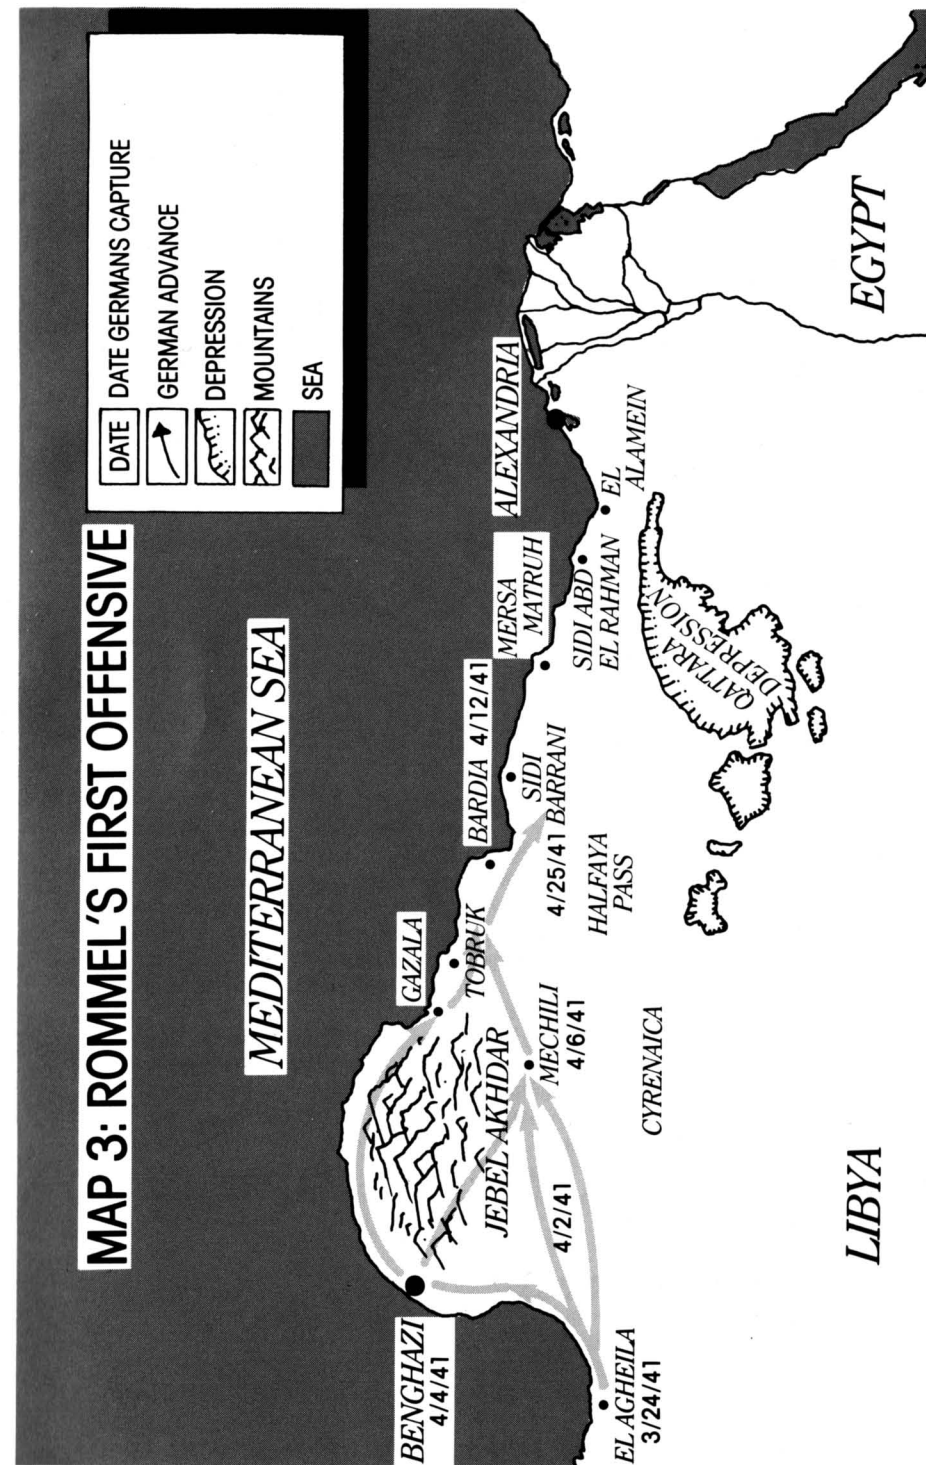 MAP 3: ROMMEL'S FIRST OFFENSIVE
DATE
DATE GERMANS CAPTURE
GERMAN ADVANCE
DEPRESSION
MOUNTAINS
SEA
MEDITERRANEAN SEA
BENGHAZI
4/4/41
EL AGHEILA
3/24/41
4/2/41
JEBEL AKHDAR
MECHILI
4/6/41
GAZALA
TOBRUK
BARDIA 4/12/41
4/25/41
HALFAYA
PASS
SIDI
BARRANI
MERSA
MATRUH
SIDI ABD
EL RAHMAN
EL
ALAMEIN
ALEXANDRIA
QATTARA
DEPRESSION
CYRENAICA
LIBYA
EGYPT